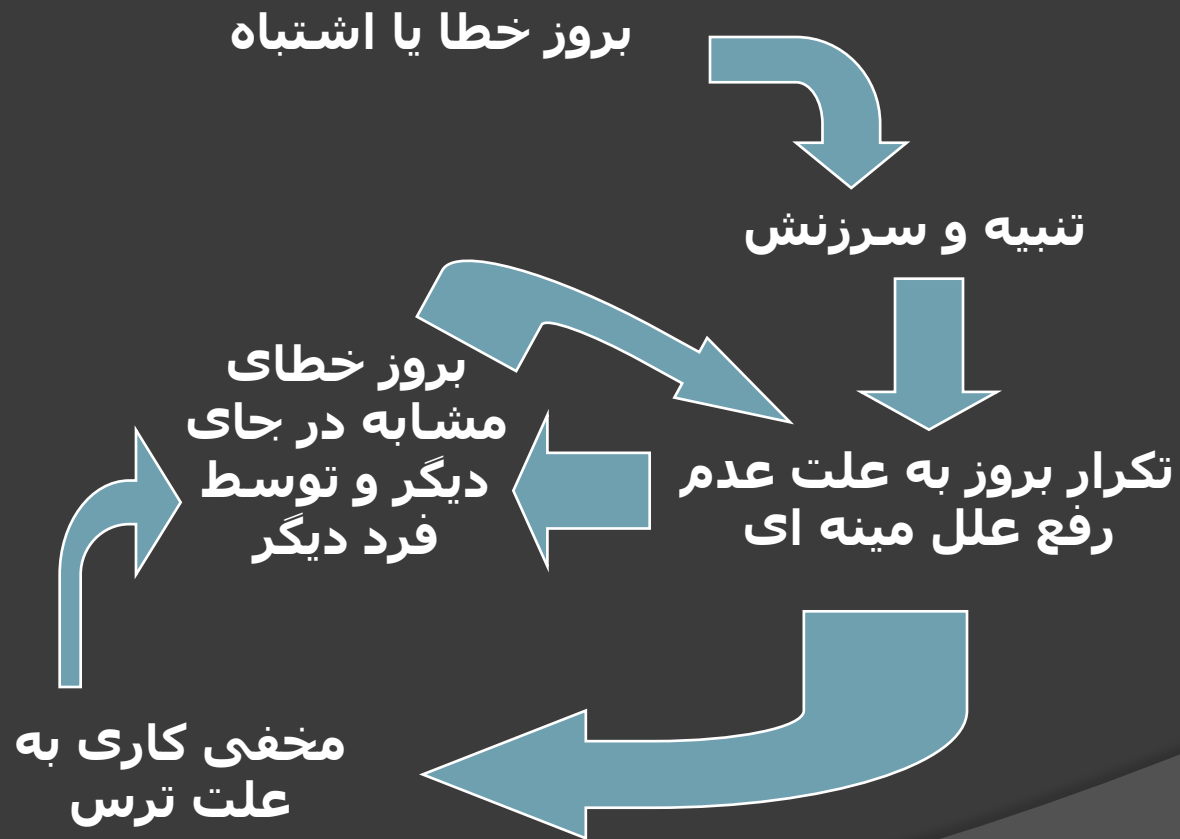 بروز خطا یا اشتباه
تنبیه و سرزنش
تکرار بروز به علت عدم
رفع علل مینه ای
بروز خطای
مشابه در جای
دیگر و توسط
فرد دیگر
مخفی کاری به
علت ترس